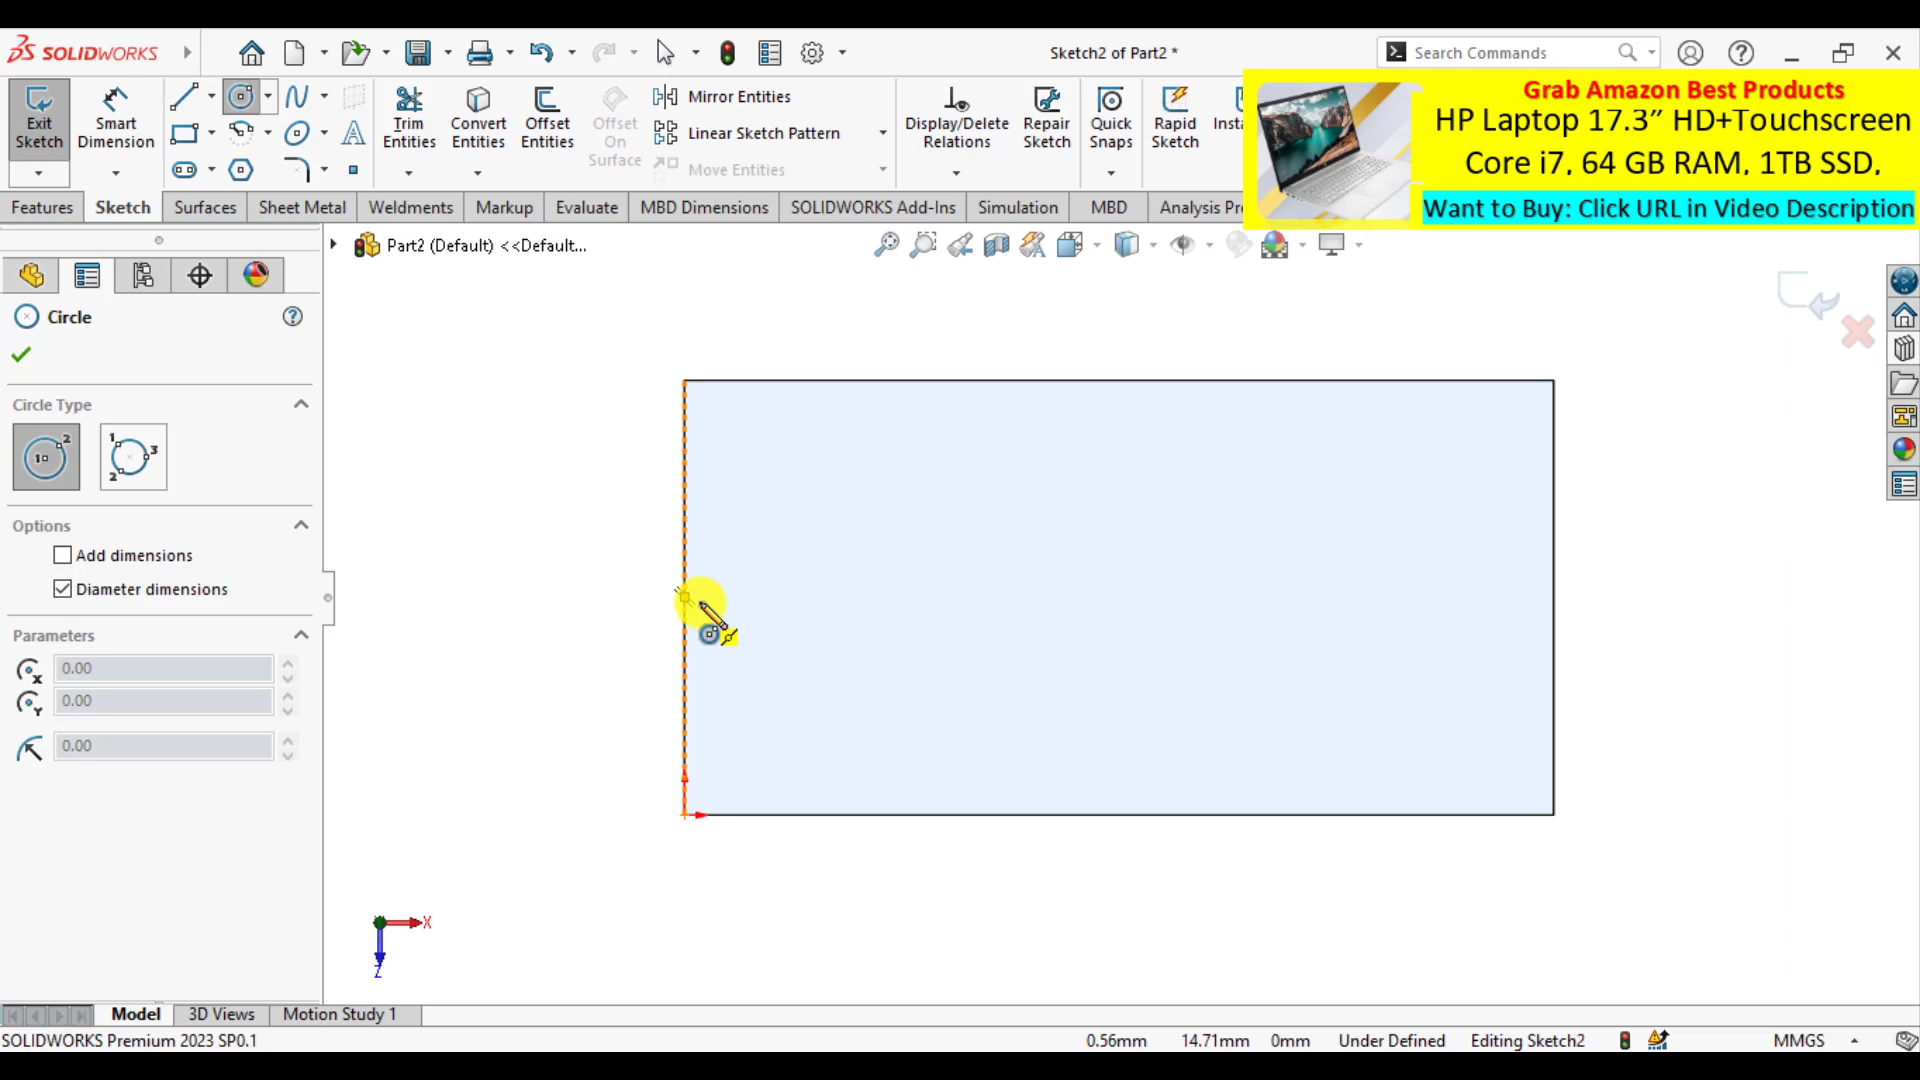 SOLIDWORKS
Sketch2 of Part2 *
Search Commands
Exit Sketch
Smart Dimension
Trim Entities
Convert Entities
Offset Entities
Offset On Surface
Mirror Entities
Linear Sketch Pattern
Move Entities
Display/Delete Relations
Repair Sketch
Quick Snaps
Rapid Sketch
Insta
Grab Amazon Best Products
HP Laptop 17.3” HD+Touchscreen
Core i7, 64 GB RAM, 1TB SSD,
Want to Buy: Click URL in Video Description
Features
Sketch
Surfaces
Sheet Metal
Weldments
Markup
Evaluate
MBD Dimensions
SOLIDWORKS Add-Ins
Simulation
MBD
Analysis Pre
Part2 (Default) <<Default...
Circle
Circle Type
Options
Add dimensions
Diameter dimensions
Parameters
0.00
0.00
0.00
X
Z
Model
3D Views
Motion Study 1
SOLIDWORKS Premium 2023 SP0.1
0.56mm
14.71mm
0mm
Under Defined
Editing Sketch2
MMGS